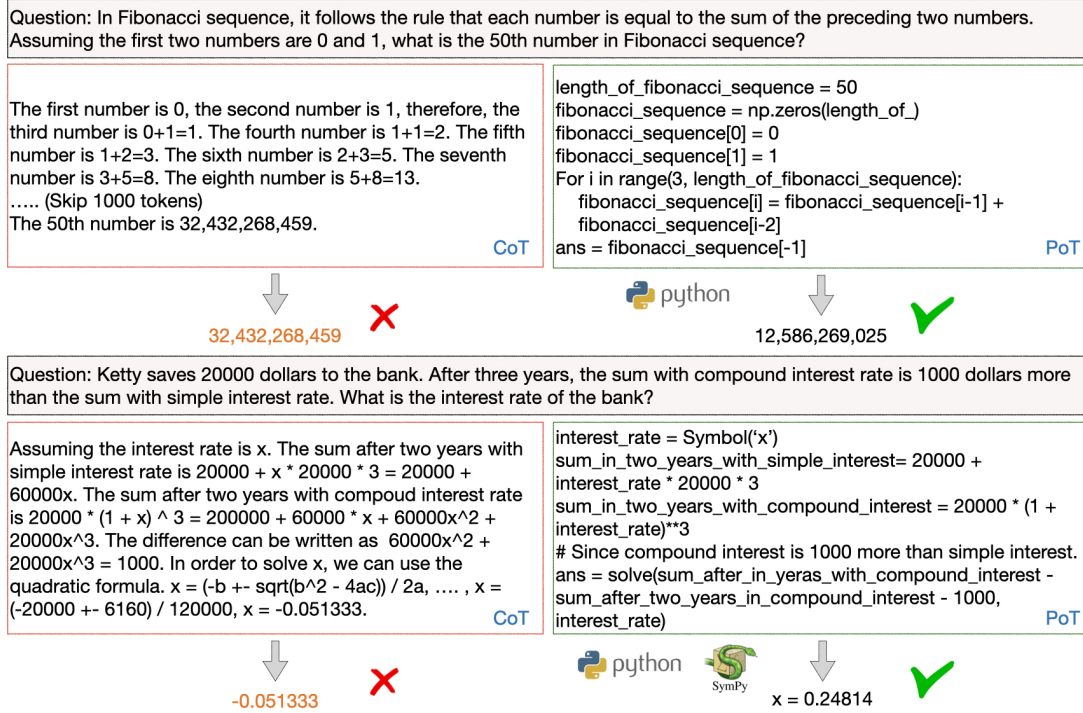 Question: In Fibonacci sequence, it follows the rule that each number is equal to the sum of the preceding two numbers.
Assuming the first two numbers are 0 and 1, what is the 50th number in Fibonacci sequence?
The first number is 0, the second number is 1, therefore, the
third number is 0+1=1. The fourth number is 1+1=2. The fifth
number is 1+2=3. The sixth number is 2+3=5. The seventh
number is 3+5=8. The eighth number is 5+8=13.
….. (Skip 1000 tokens)
The 50th number is 32,432,268,459.
CoT
length_of_fibonacci_sequence = 50
fibonacci_sequence = np.zeros(length_of_)
fibonacci_sequence[0] = 0
fibonacci_sequence[1] = 1
For i in range(3, length_of_fibonacci_sequence):
fibonacci_sequence[i] = fibonacci_sequence[i-1] +
fibonacci_sequence[i-2]
ans = fibonacci_sequence[-1]
PoT
32,432,268,459
python
12,586,269,025
Question: Ketty saves 20000 dollars to the bank. After three years, the sum with compound interest rate is 1000 dollars more
than the sum with simple interest rate. What is the interest rate of the bank?
Assuming the interest rate is x. The sum after two years with
simple interest rate is 20000 + x * 20000 * 3 = 20000 +
60000x. The sum after two years with compoud interest rate
is 20000 * (1 + x) ^ 3 = 200000 + 60000 * x + 60000x^2 +
20000x^3. The difference can be written as 60000x^2 +
20000x^3 = 1000. In order to solve x, we can use the
quadratic formula. x = (-b +- sqrt(b^2 - 4ac)) / 2a, …. , x =
(-20000 +- 6160) / 120000, x = -0.051333.
CoT
interest_rate = Symbol(‘x’)
sum_in_two_years_with_simple_interest= 20000 +
interest_rate * 20000 * 3
sum_in_two_years_with_compound_interest = 20000 * (1 +
interest_rate)**3
# Since compound interest is 1000 more than simple interest.
ans = solve(sum_after_in_yeras_with_compound_interest -
sum_after_two_years_in_compound_interest - 1000,
interest_rate)
PoT
-0.051333
python
SymPy
x = 0.24814